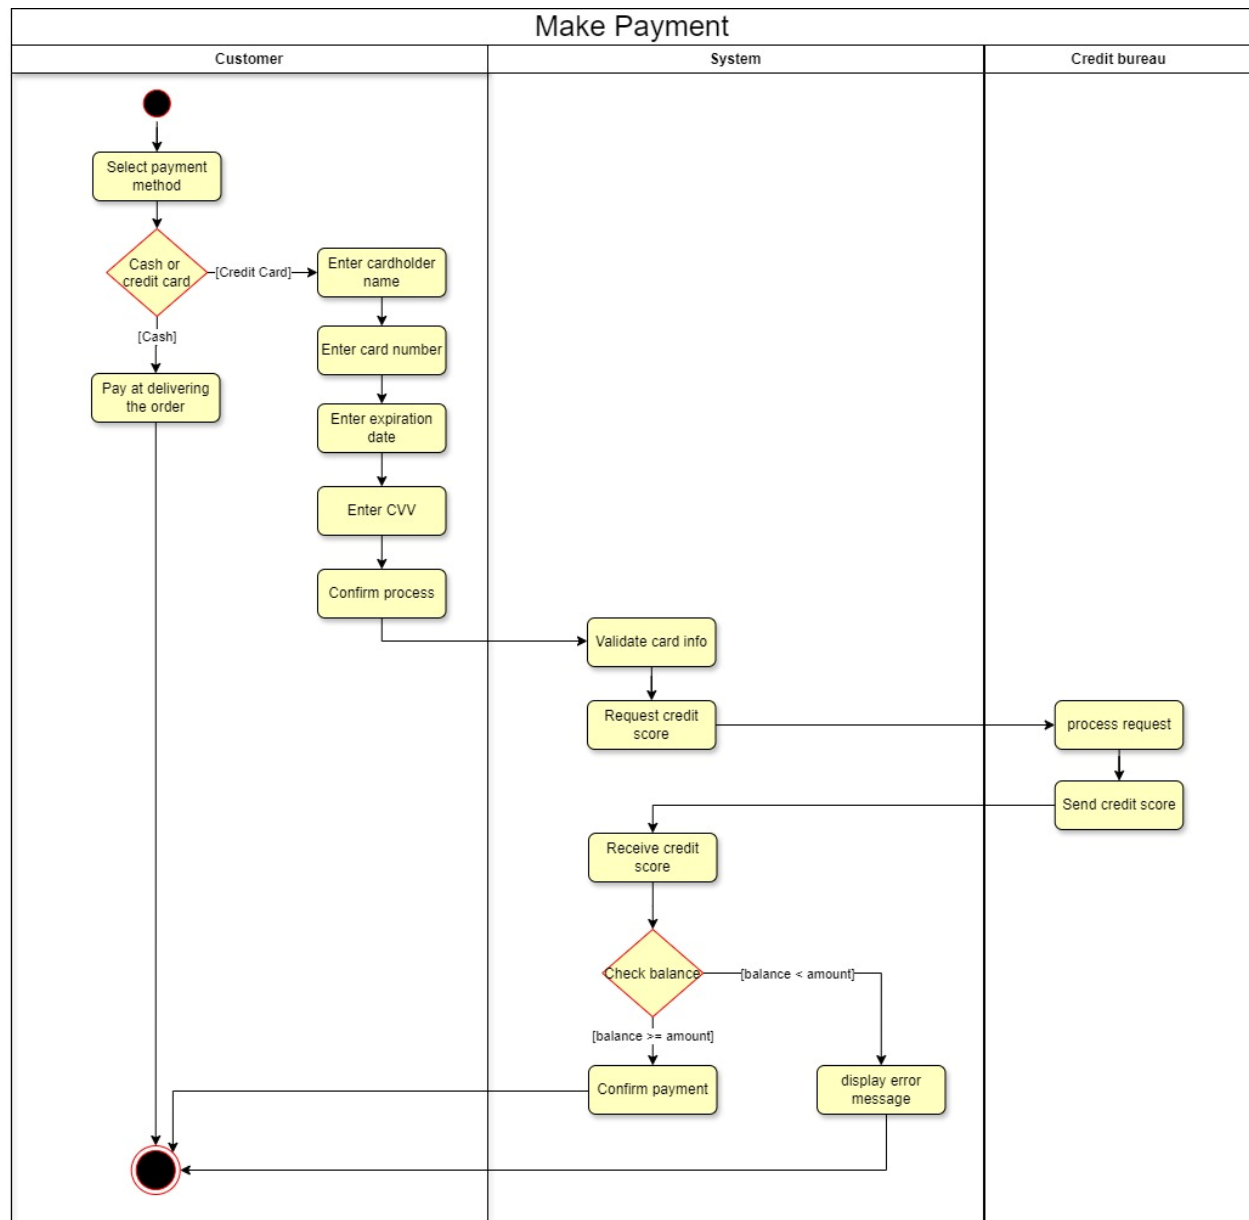 Make Payment
Customer
System
Credit bureau
Select payment
method
Cash or
credit card
[Credit Card]
Enter cardholder
name
[Cash]
Enter card number
Pay at delivering
the order
Enter expiration
date
Enter CVV
Confirm process
Validate card info
Request credit
score
process request
Send credit score
Receive credit
score
Check balance
[balance < amount]
[balance >= amount]
Confirm payment
display error
message